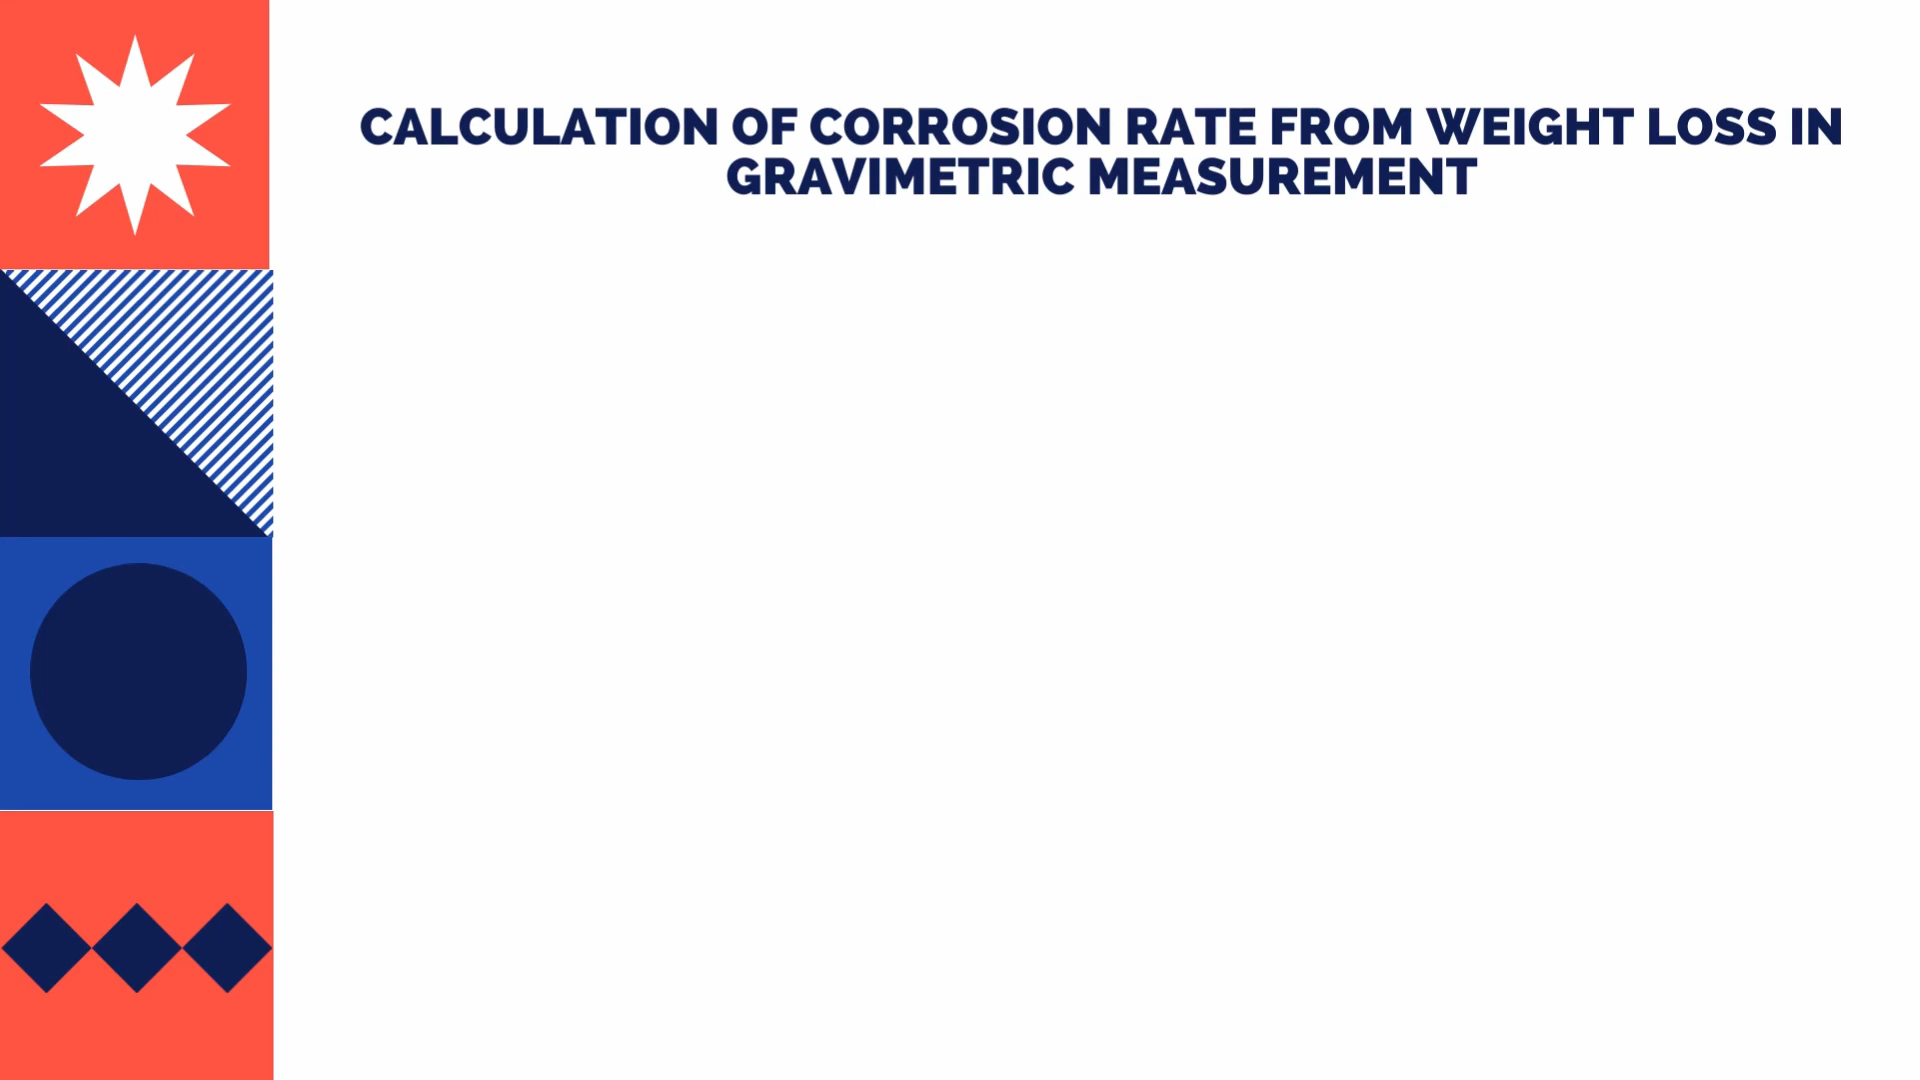 CALCULATION OF CORROSION RATE FROM WEIGHT LOSS IN
GRAVIMETRIC MEASUREMENT